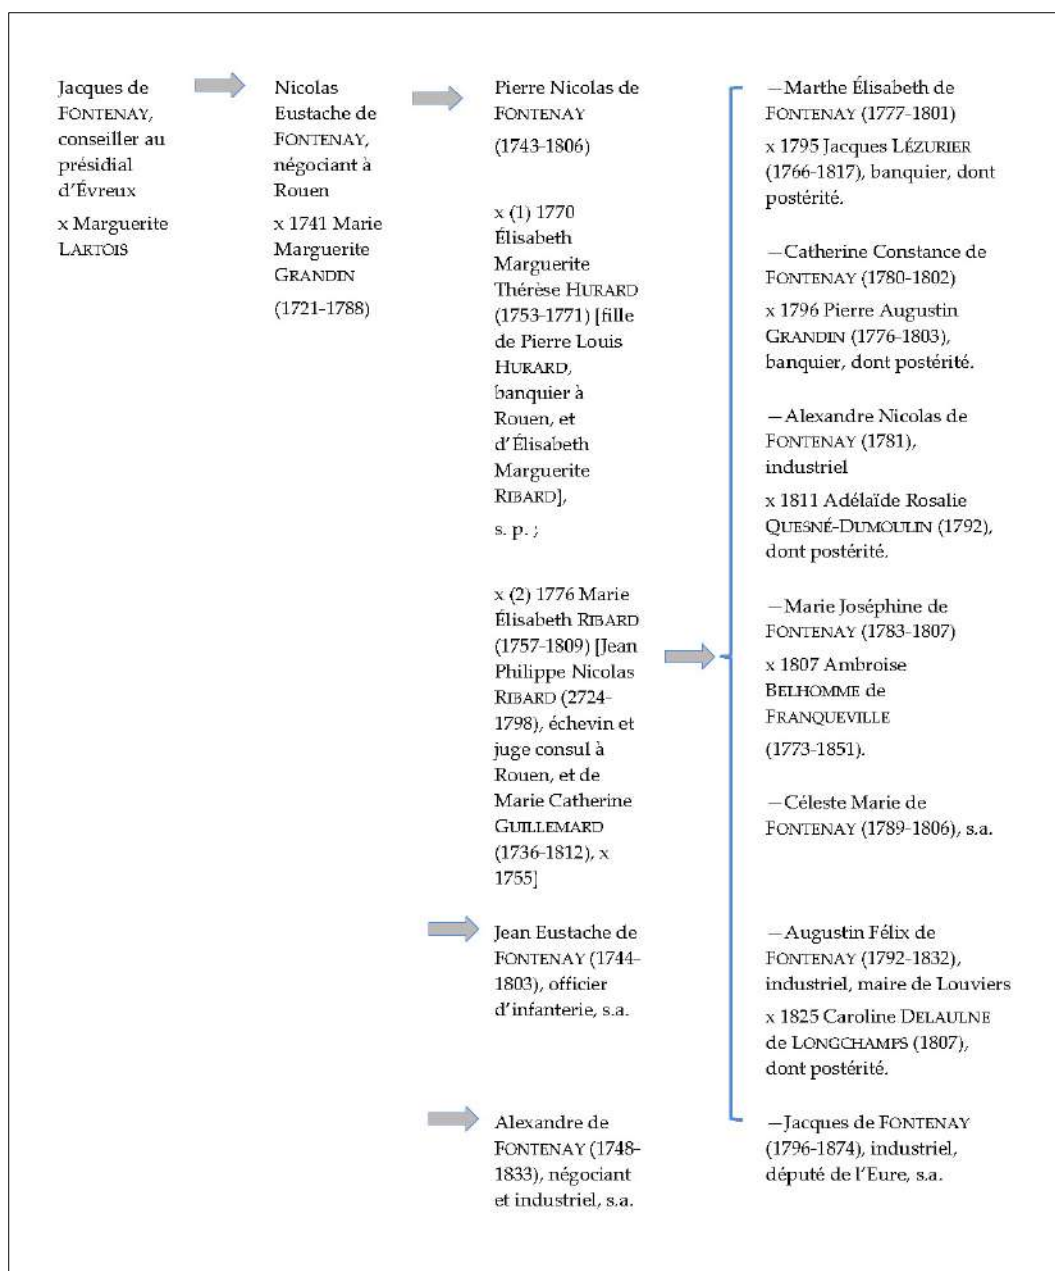 Jacques de
FONTENAY,
conseiller au
présidial
d'Évreux
x Marguerite
LARTOIS
Nicolas
Eustache de
FONTENAY,
négociant à
Rouen
x 1741 Marie
Marguerite
GRANDIN
(1721-1788)
Pierre Nicolas de
FONTENAY
(1743-1806)
x (1) 1770
Élisabeth
Marguerite
Thérèse HURARD
(1753-1771) [fille
de Pierre Louis
HURARD,
banquier à
Rouen, et
d'Élisabeth
Marguerite
RIBARD],
s. p. ;
x (2) 1776 Marie
Élisabeth RIBARD
(1757-1809) [Jean
Philippe Nicolas
RIBARD (2724-
1798), échevin et
juge consul à
Rouen, et de
Marie Catherine
GUILLEMARD
(1736-1812), x
1755]
Jean Eustache de
FONTENAY (1744-
1803), officier
d'infanterie, s.a.
Alexandre de
FONTENAY (1748-
1833), négociant
et industriel, s.a.
—Marthe Élisabeth de
FONTENAY (1777-1801)
x 1795 Jacques LÉZURIER
(1766-1817), banquier, dont
postérité.
—Catherine Constance de
FONTENAY (1780-1802)
x 1796 Pierre Augustin
GRANDIN (1776-1803),
banquier, dont postérité.
—Alexandre Nicolas de
FONTENAY (1781),
industriel
x 1811 Adélaïde Rosalie
QUESNÉ-DUMOULIN (1792),
dont postérité.
—Marie Joséphine de
FONTENAY (1783-1807)
x 1807 Ambroise
BELHOMME de
FRANQUEVILLE
(1773-1851).
—Céleste Marie de
FONTENAY (1789-1806), s.a.
—Augustin Félix de
FONTENAY (1792-1832),
industriel, maire de Louviers
x 1825 Caroline DELAULNE
de LONGCHAMPS (1807),
dont postérité.
—Jacques de FONTENAY
(1796-1874), industriel,
député de l'Eure, s.a.